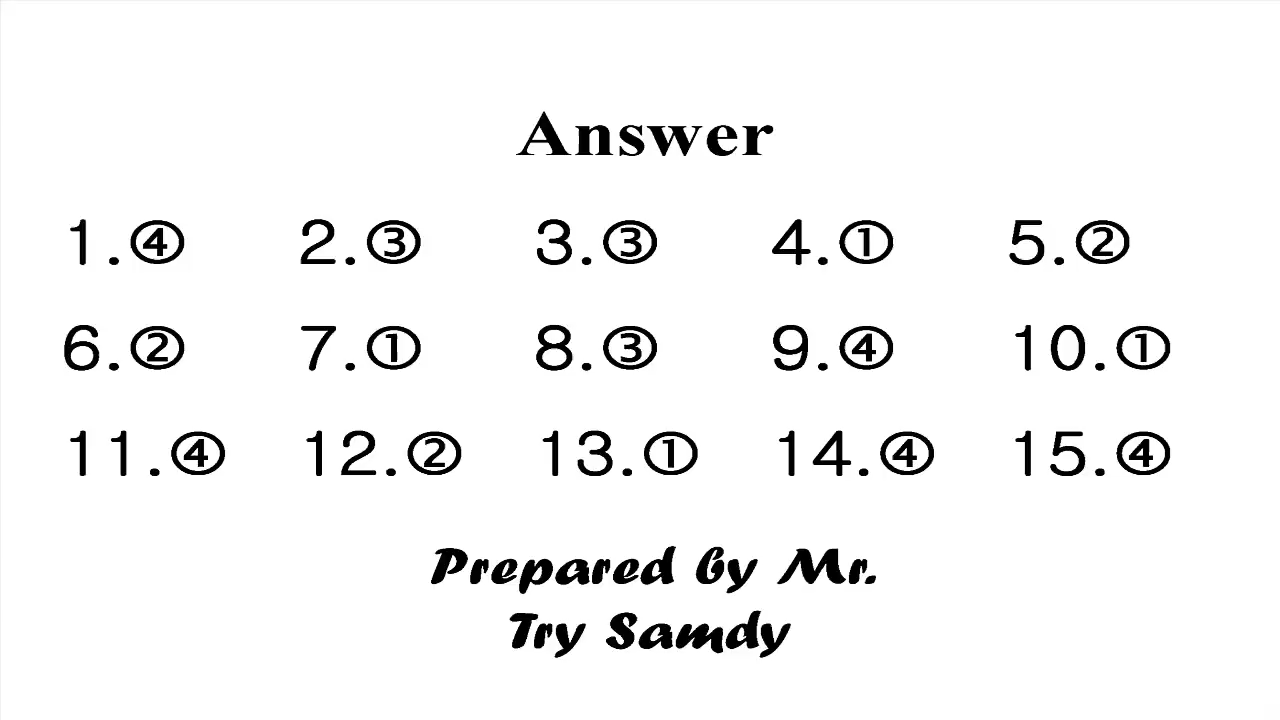 Answer
1.④ 2.③ 3.③ 4.① 5.②
6.② 7.① 8.③ 9.④ 10.①
11.④ 12.② 13.① 14.④ 15.④
Prepared by Mr.
Try Samdy